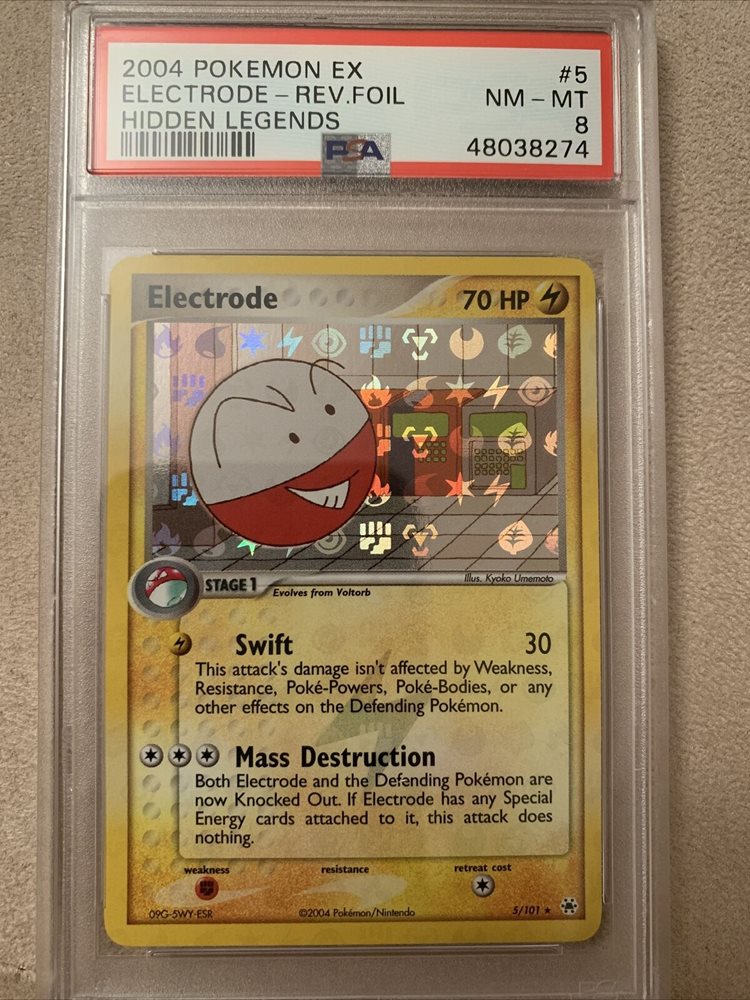 2004 POKEMON EX #5
ELECTRODE - REV.FOIL NM - MT
HIDDEN LEGENDS 8
PSA 48038274
Electrode 70 HP
STAGE 1 Illus. Kyoko Umemoto
Evolves from Voltorb
Swift 30
This attack's damage isn't affected by Weakness,
Resistance, Poké-Powers, Poké-Bodies, or any
other effects on the Defending Pokémon.
Mass Destruction
Both Electrode and the Defending Pokémon are
now Knocked Out. If Electrode has any Special
Energy cards attached to it, this attack does
nothing.
weakness resistance retreat cost
09G-5WY-ESR ©2004 Pokémon/Nintendo 5/101 ★